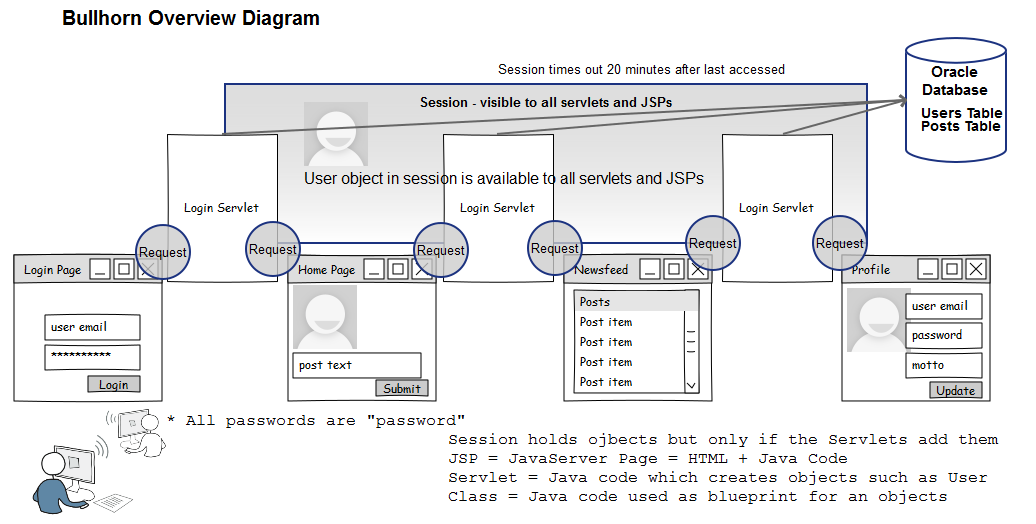 Bullhorn Overview Diagram
Session times out 20 minutes after last accessed
Oracle
Database
Users Table
Posts Table
Session - visible to all servlets and JSPs
User object in session is available to all servlets and JSPs
Login Servlet
Login Servlet
Login Servlet
Request
Request
Request
Request
Request
Request
Login Page
user email
**********
Login
Home Page
post text
Submit
Newsfeed
Posts
Post item
Post item
Post item
Post item
Profile
user email
password
motto
Update
* All passwords are "password"
Session holds ojbects but only if the Servlets add them
JSP = JavaServer Page = HTML + Java Code
Servlet = Java code which creates objects such as User
Class = Java code used as blueprint for an objects